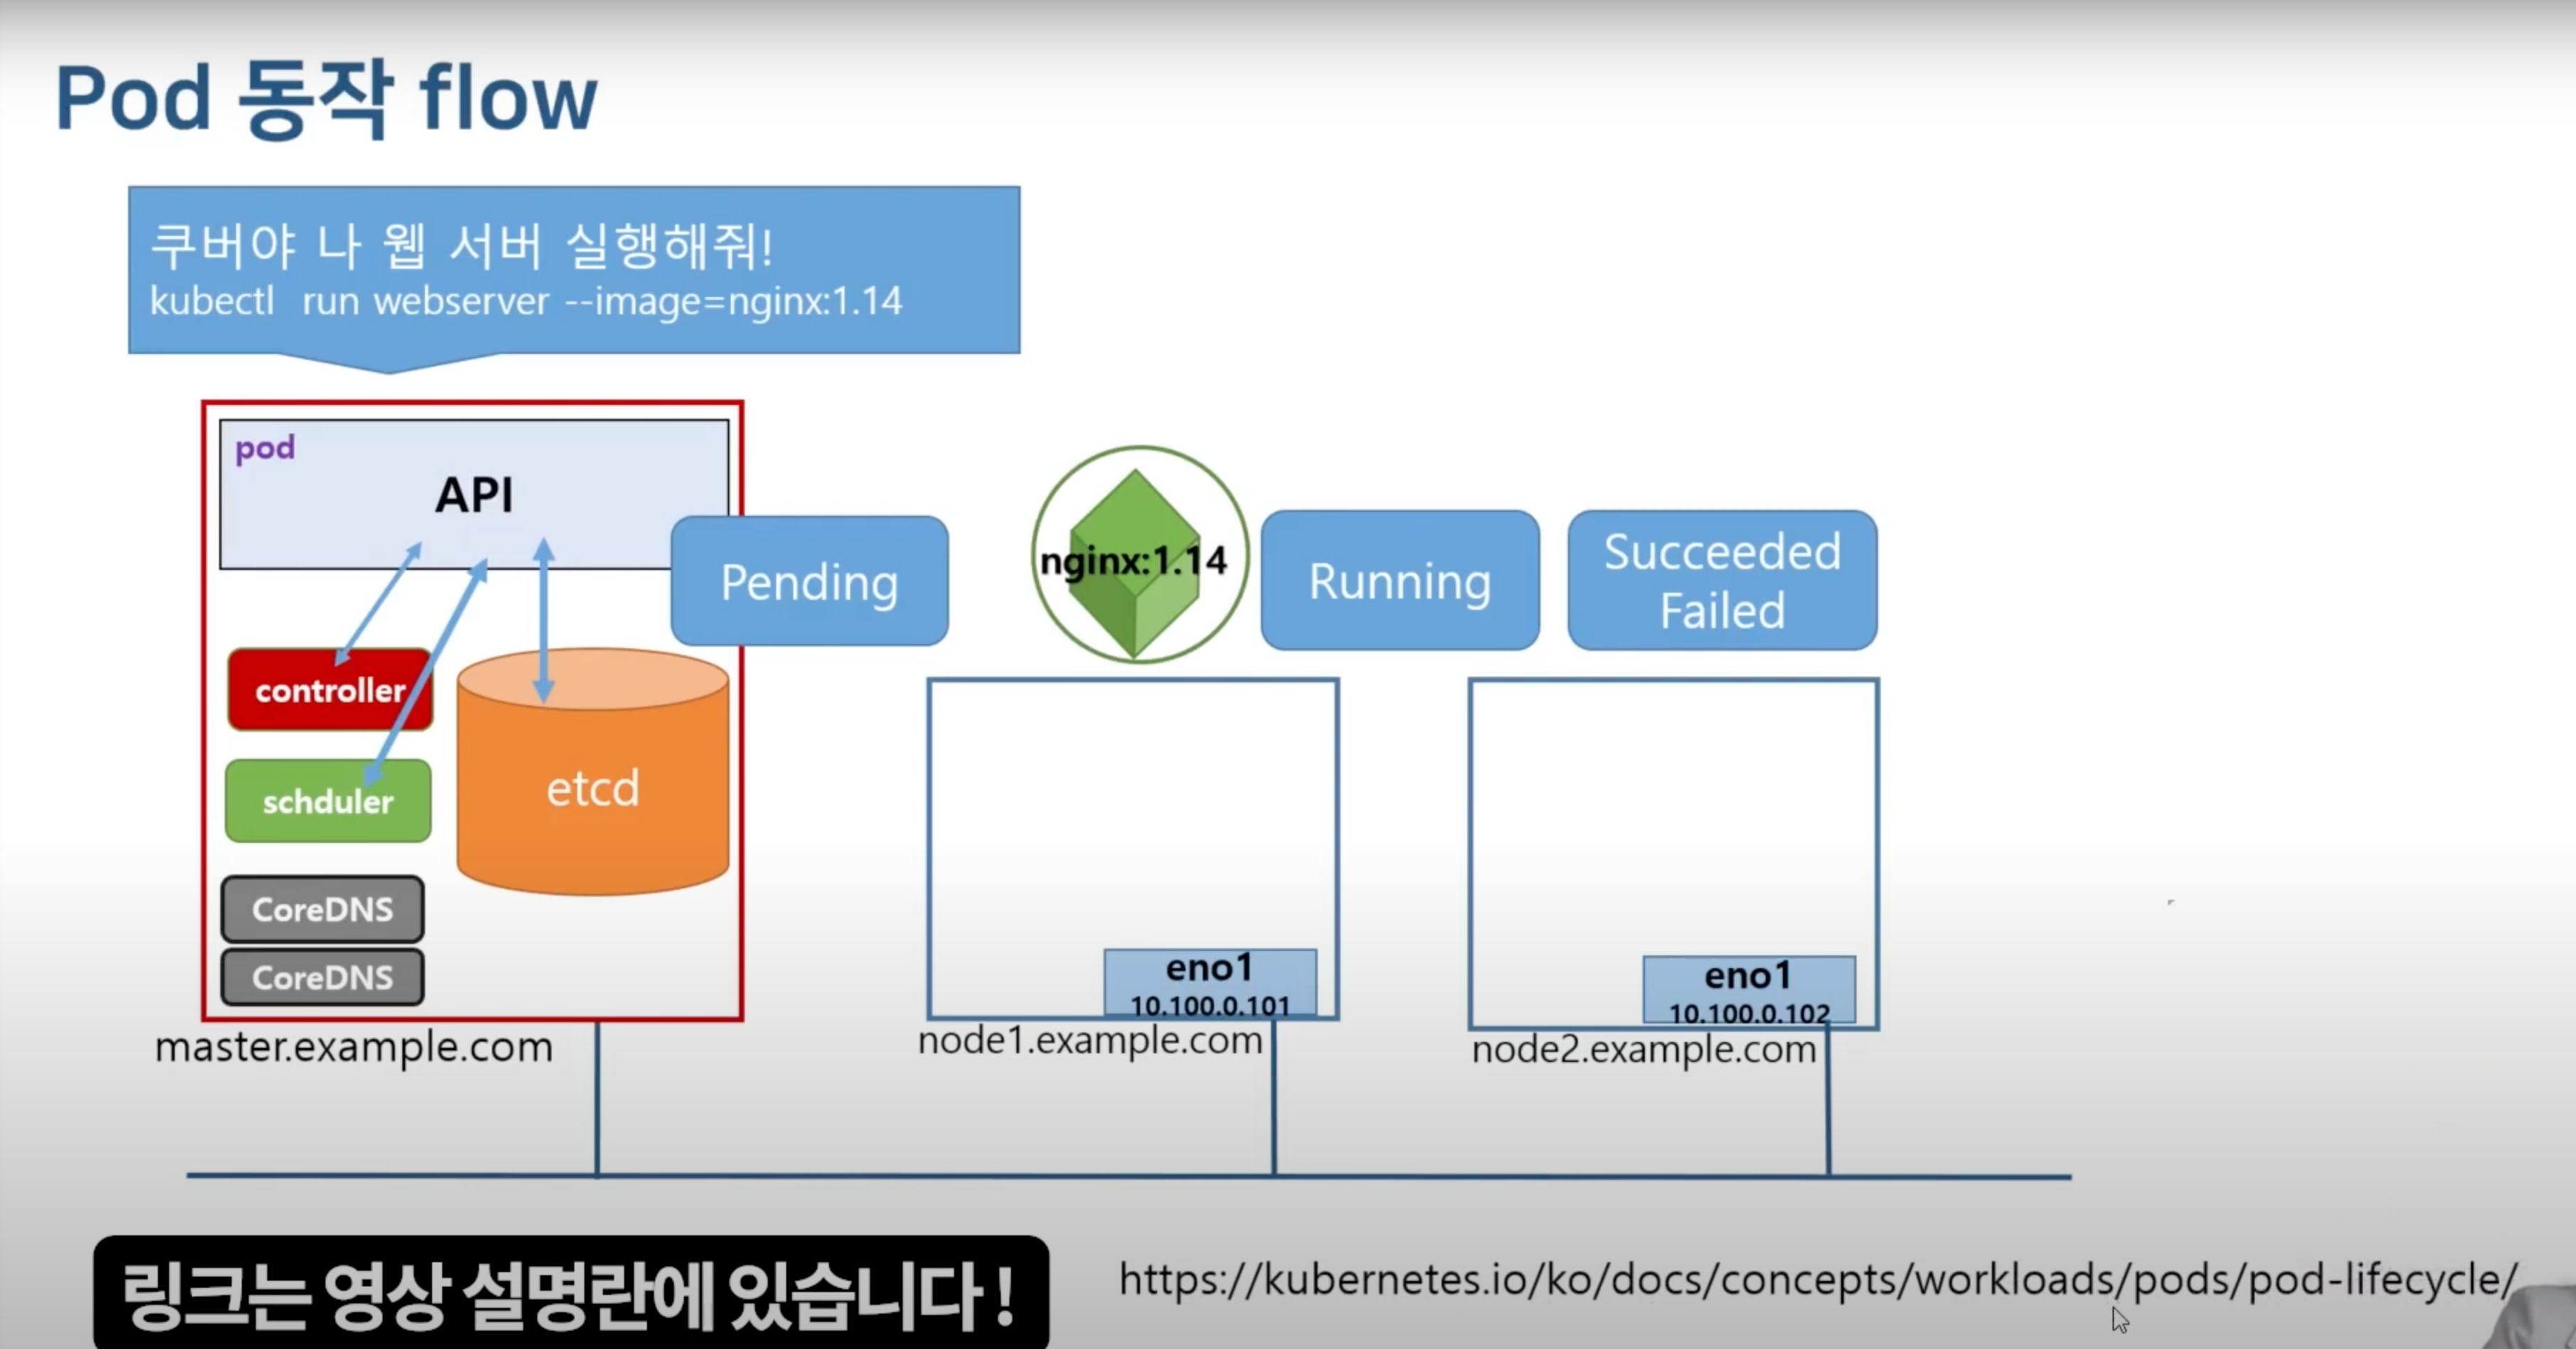 Pod 동작 flow
쿠버야 나 웹 서버 실행해줘!
kubectl run webserver --image=nginx:1.14
pod
API
Pending
nginx:1.14
Running
Succeeded
Failed
controller
schduler
etcd
CoreDNS
CoreDNS
eno1
10.100.0.101
eno1
10.100.0.102
master.example.com
node1.example.com
node2.example.com
링크는 영상 설명란에 있습니다!
https://kubernetes.io/ko/docs/concepts/workloads/pods/pod-lifecycle/